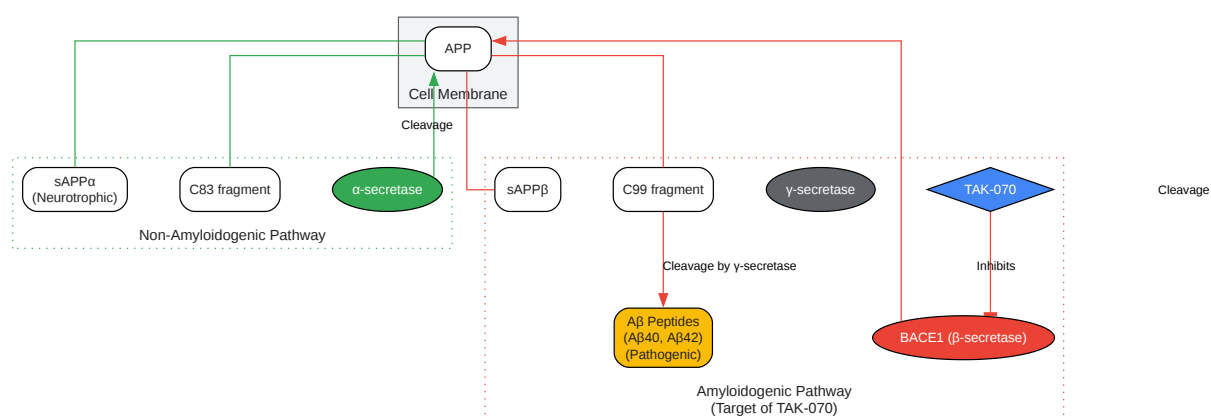 APP
Cell Membrane
Cleavage
sAPPα
(Neurotrophic)
C83 fragment
α-secretase
Non-Amyloidogenic Pathway
sAPPβ
C99 fragment
γ-secretase
TAK-070
Cleavage
Cleavage by γ-secretase
Inhibits
Aβ Peptides
(Aβ40, Aβ42)
(Pathogenic)
BACE1 (β-secretase)
Amyloidogenic Pathway
(Target of TAK-070)